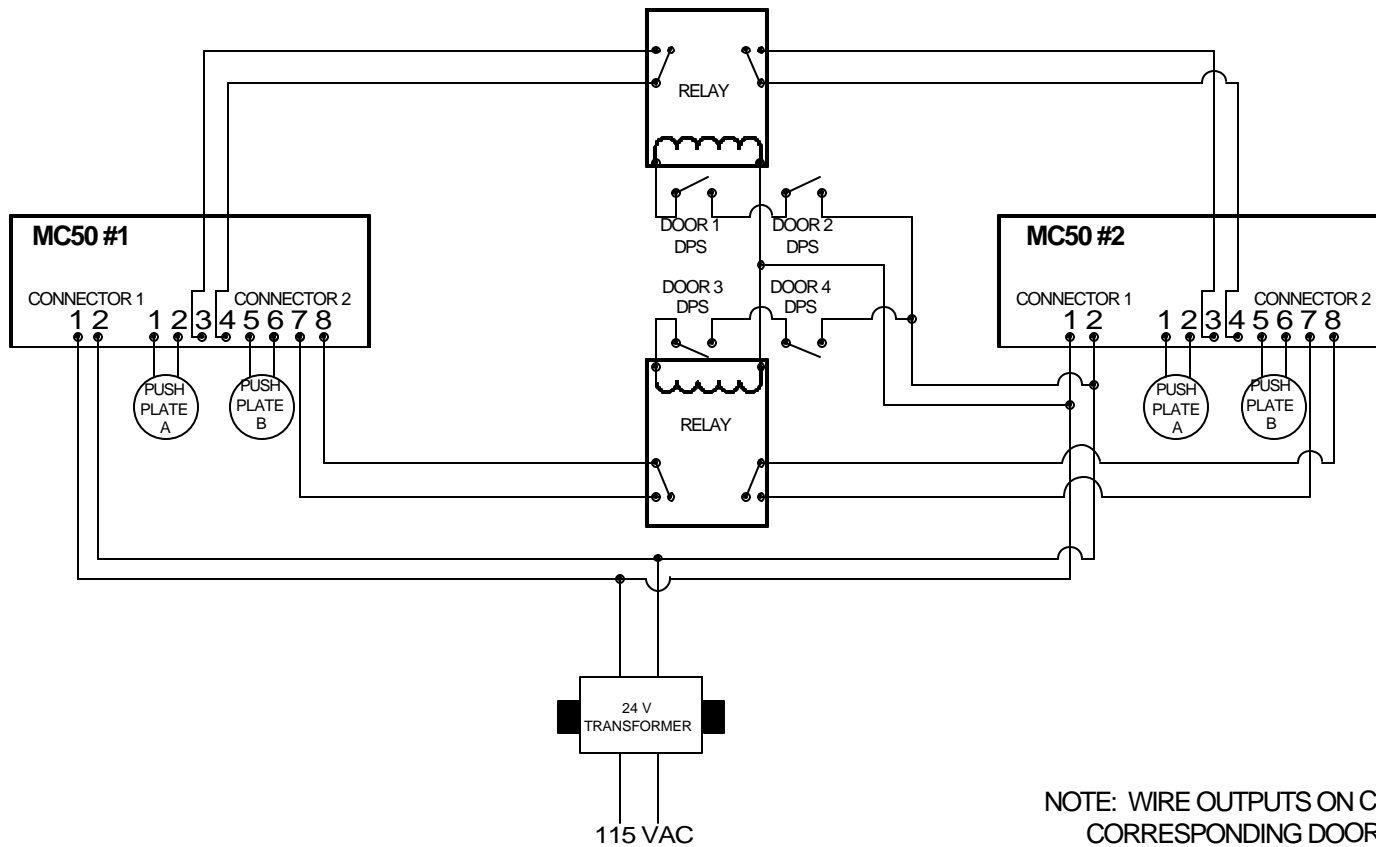 RELAY
MC50 #1
CONNECTOR 1
CONNECTOR 2
1 2
1 2 3 4 5 6 7 8
PUSH
PLATE
A
PUSH
PLATE
B
DOOR 1
DPS
DOOR 2
DPS
DOOR 3
DPS
DOOR 4
DPS
RELAY
MC50 #2
CONNECTOR 1
CONNECTOR 2
1 2
1 2 3 4 5 6 7 8
PUSH
PLATE
A
PUSH
PLATE
B
24 V
TRANSFORMER
115 VAC
NOTE: WIRE OUTPUTS ON C
CORRESPONDING DOOR